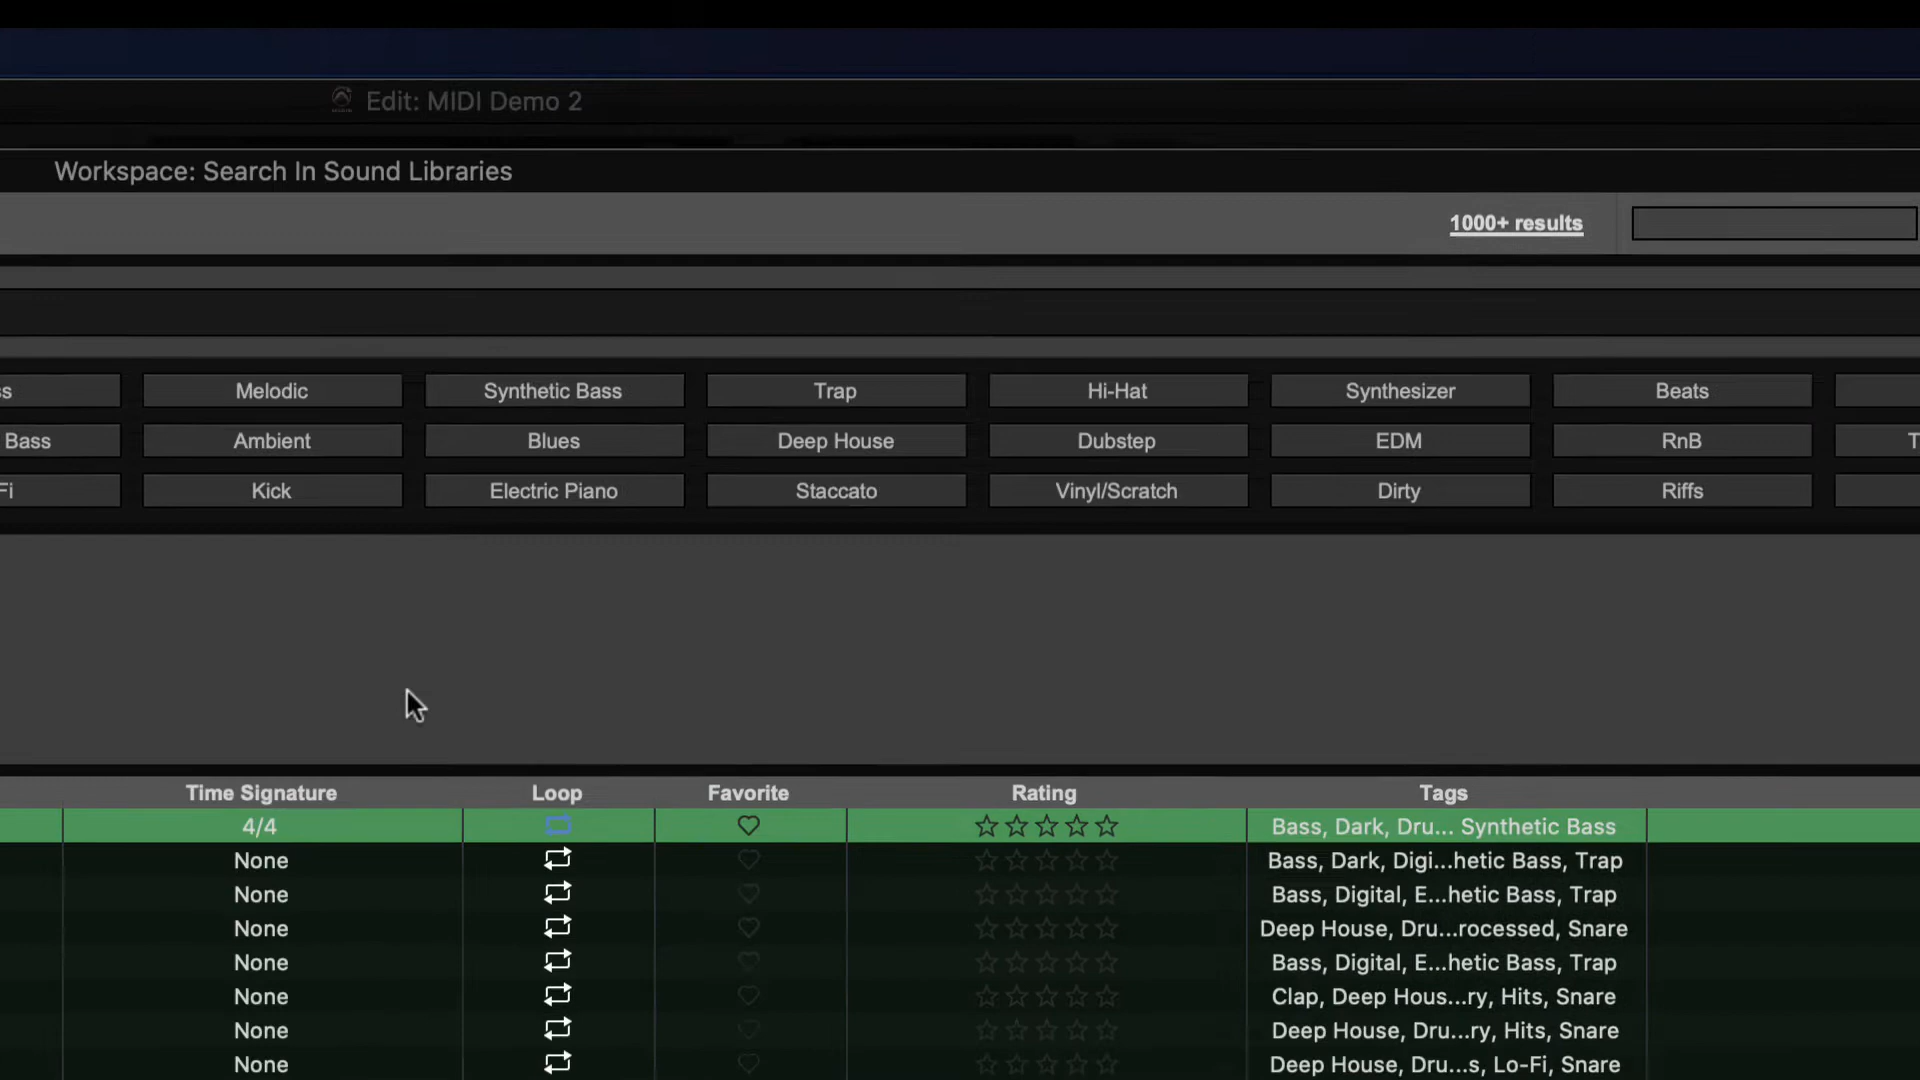 Edit: MIDI Demo 2
Workspace: Search In Sound Libraries
1000+ results
Melodic Synthetic Bass Trap Hi-Hat Synthesizer Beats
Bass Ambient Blues Deep House Dubstep EDM RnB
Fi Kick Electric Piano Staccato Vinyl/Scratch Dirty Riffs
Time Signature Loop Favorite Rating Tags
4/4 Bass, Dark, Dru... Synthetic Bass
None Bass, Dark, Digi...hetic Bass, Trap
None Bass, Digital, E...hetic Bass, Trap
None Deep House, Dru...rocessed, Snare
None Bass, Digital, E...hetic Bass, Trap
None Clap, Deep Hous...ry, Hits, Snare
None Deep House, Dru...ry, Hits, Snare
None Deep House, Dru...s, Lo-Fi, Snare